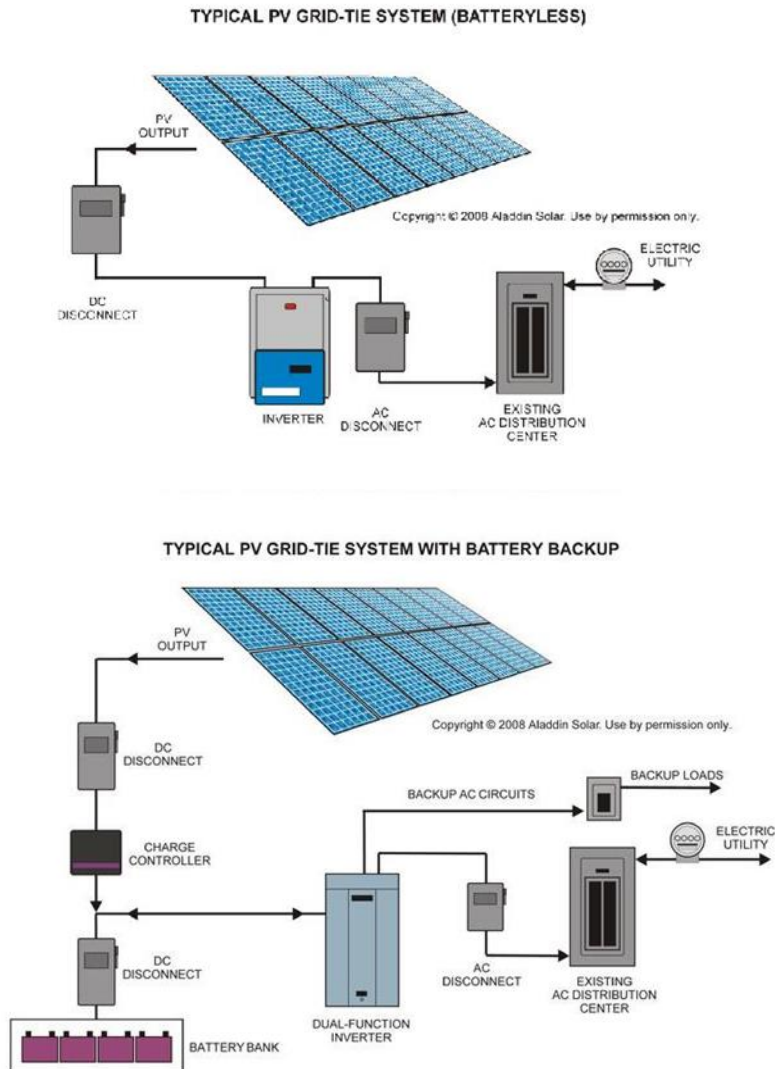 TYPICAL PV GRID-TIE SYSTEM (BATTERYLESS)
PV
OUTPUT
Copyright © 2008 Aladdin Solar. Use by permission only.
ELECTRIC
UTILITY
DC
DISCONNECT
INVERTER
AC
DISCONNECT
EXISTING
AC DISTRIBUTION
CENTER
TYPICAL PV GRID-TIE SYSTEM WITH BATTERY BACKUP
PV
OUTPUT
Copyright © 2008 Aladdin Solar. Use by permission only.
DC
DISCONNECT
BACKUP LOADS
BACKUP AC CIRCUITS
ELECTRIC
UTILITY
CHARGE
CONTROLLER
DC
DISCONNECT
AC
DISCONNECT
EXISTING
AC DISTRIBUTION
CENTER
DUAL-FUNCTION
INVERTER
BATTERY BANK